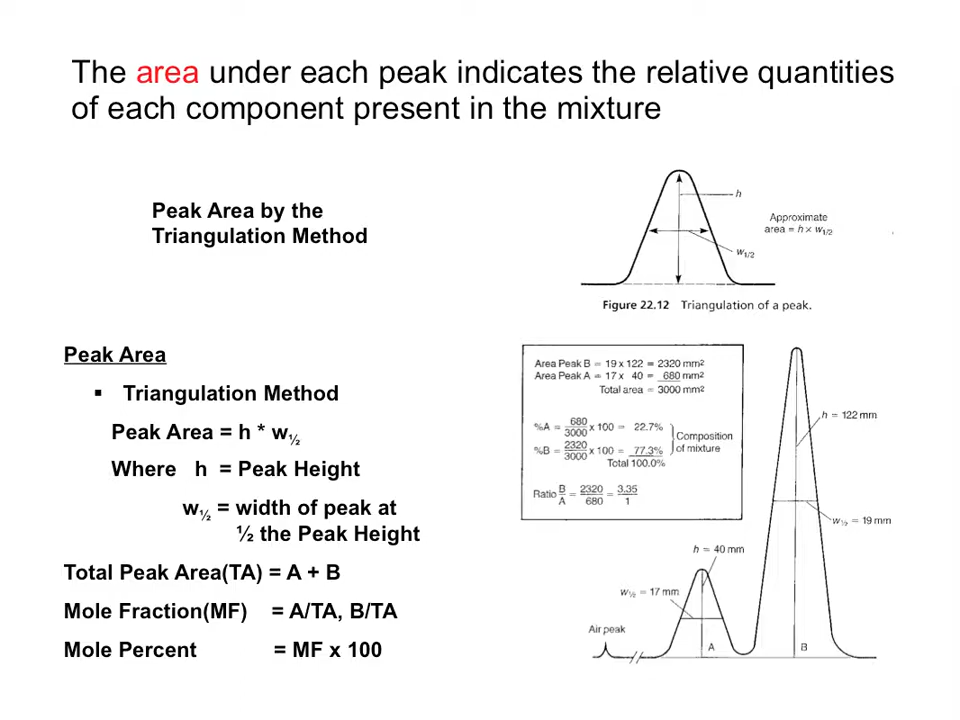 The area under each peak indicates the relative quantities
of each component present in the mixture
Peak Area by the
Triangulation Method
h
Approximate
area = h x w1/2
w1/2
Figure 22.12 Triangulation of a peak.
Peak Area
▪ Triangulation Method
Peak Area = h * w½
Where h = Peak Height
w½ = width of peak at
½ the Peak Height
Total Peak Area(TA) = A + B
Mole Fraction(MF) = A/TA, B/TA
Mole Percent = MF x 100
Area Peak B = 19 x 122 = 2320 mm²
Area Peak A = 17 x 40 = 680 mm²
Total area = 3000 mm²
%A = 680/3000 x 100 = 22.7%
%B = 2320/3000 x 100 = 77.3%
Total 100.0%
Composition
of mixture
Ratio B/A = 2320/680 = 3.35/1
h = 122 mm
w½ = 19 mm
h = 40 mm
w½ = 17 mm
Air peak
A
B